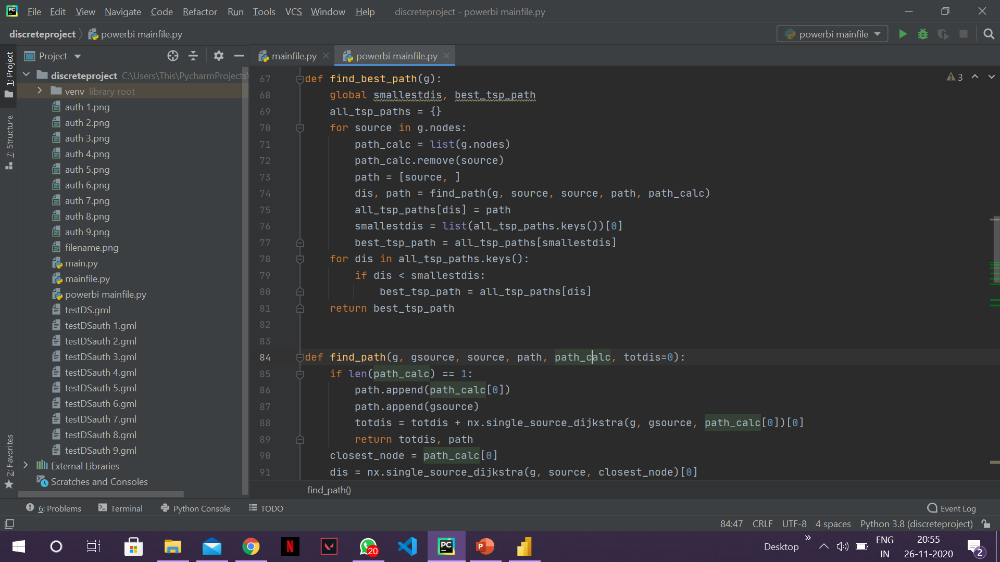 File Edit View Navigate Code Refactor Run Tools VCS Window Help discreteproject - powerbi mainfile.py
discreteproject powerbi mainfile.py powerbi mainfile
1: Project
7: Structure
2: Favorites
Project
discreteproject C:\Users\This\PycharmProjects\
venv library root
auth 1.png
auth 2.png
auth 3.png
auth 4.png
auth 5.png
auth 6.png
auth 7.png
auth 8.png
auth 9.png
filename.png
main.py
mainfile.py
powerbi mainfile.py
testDS.gml
testDSauth 1.gml
testDSauth 2.gml
testDSauth 3.gml
testDSauth 4.gml
testDSauth 5.gml
testDSauth 6.gml
testDSauth 7.gml
testDSauth 8.gml
testDSauth 9.gml
External Libraries
Scratches and Consoles
mainfile.py powerbi mainfile.py
3
67 def find_best_path(g):
68 global smallestdis, best_tsp_path
69 all_tsp_paths = {}
70 for source in g.nodes:
71 path_calc = list(g.nodes)
72 path_calc.remove(source)
73 path = [source, ]
74 dis, path = find_path(g, source, source, path, path_calc)
75 all_tsp_paths[dis] = path
76 smallestdis = list(all_tsp_paths.keys())[0]
77 best_tsp_path = all_tsp_paths[smallestdis]
78 for dis in all_tsp_paths.keys():
79 if dis < smallestdis:
80 best_tsp_path = all_tsp_paths[dis]
81 return best_tsp_path
82
83
84 def find_path(g, gsource, source, path, path_calc, totdis=0):
85 if len(path_calc) == 1:
86 path.append(path_calc[0])
87 path.append(gsource)
88 totdis = totdis + nx.single_source_dijkstra(g, gsource, path_calc[0])[0]
89 return totdis, path
90 closest_node = path_calc[0]
91 dis = nx.single_source_dijkstra(g, source, closest_node)[0]
find_path()
6: Problems Terminal Python Console TODO Event Log
84:47 CRLF UTF-8 4 spaces Python 3.8 (discreteproject)
20
Desktop
ENG
IN
20:55
26-11-2020
2